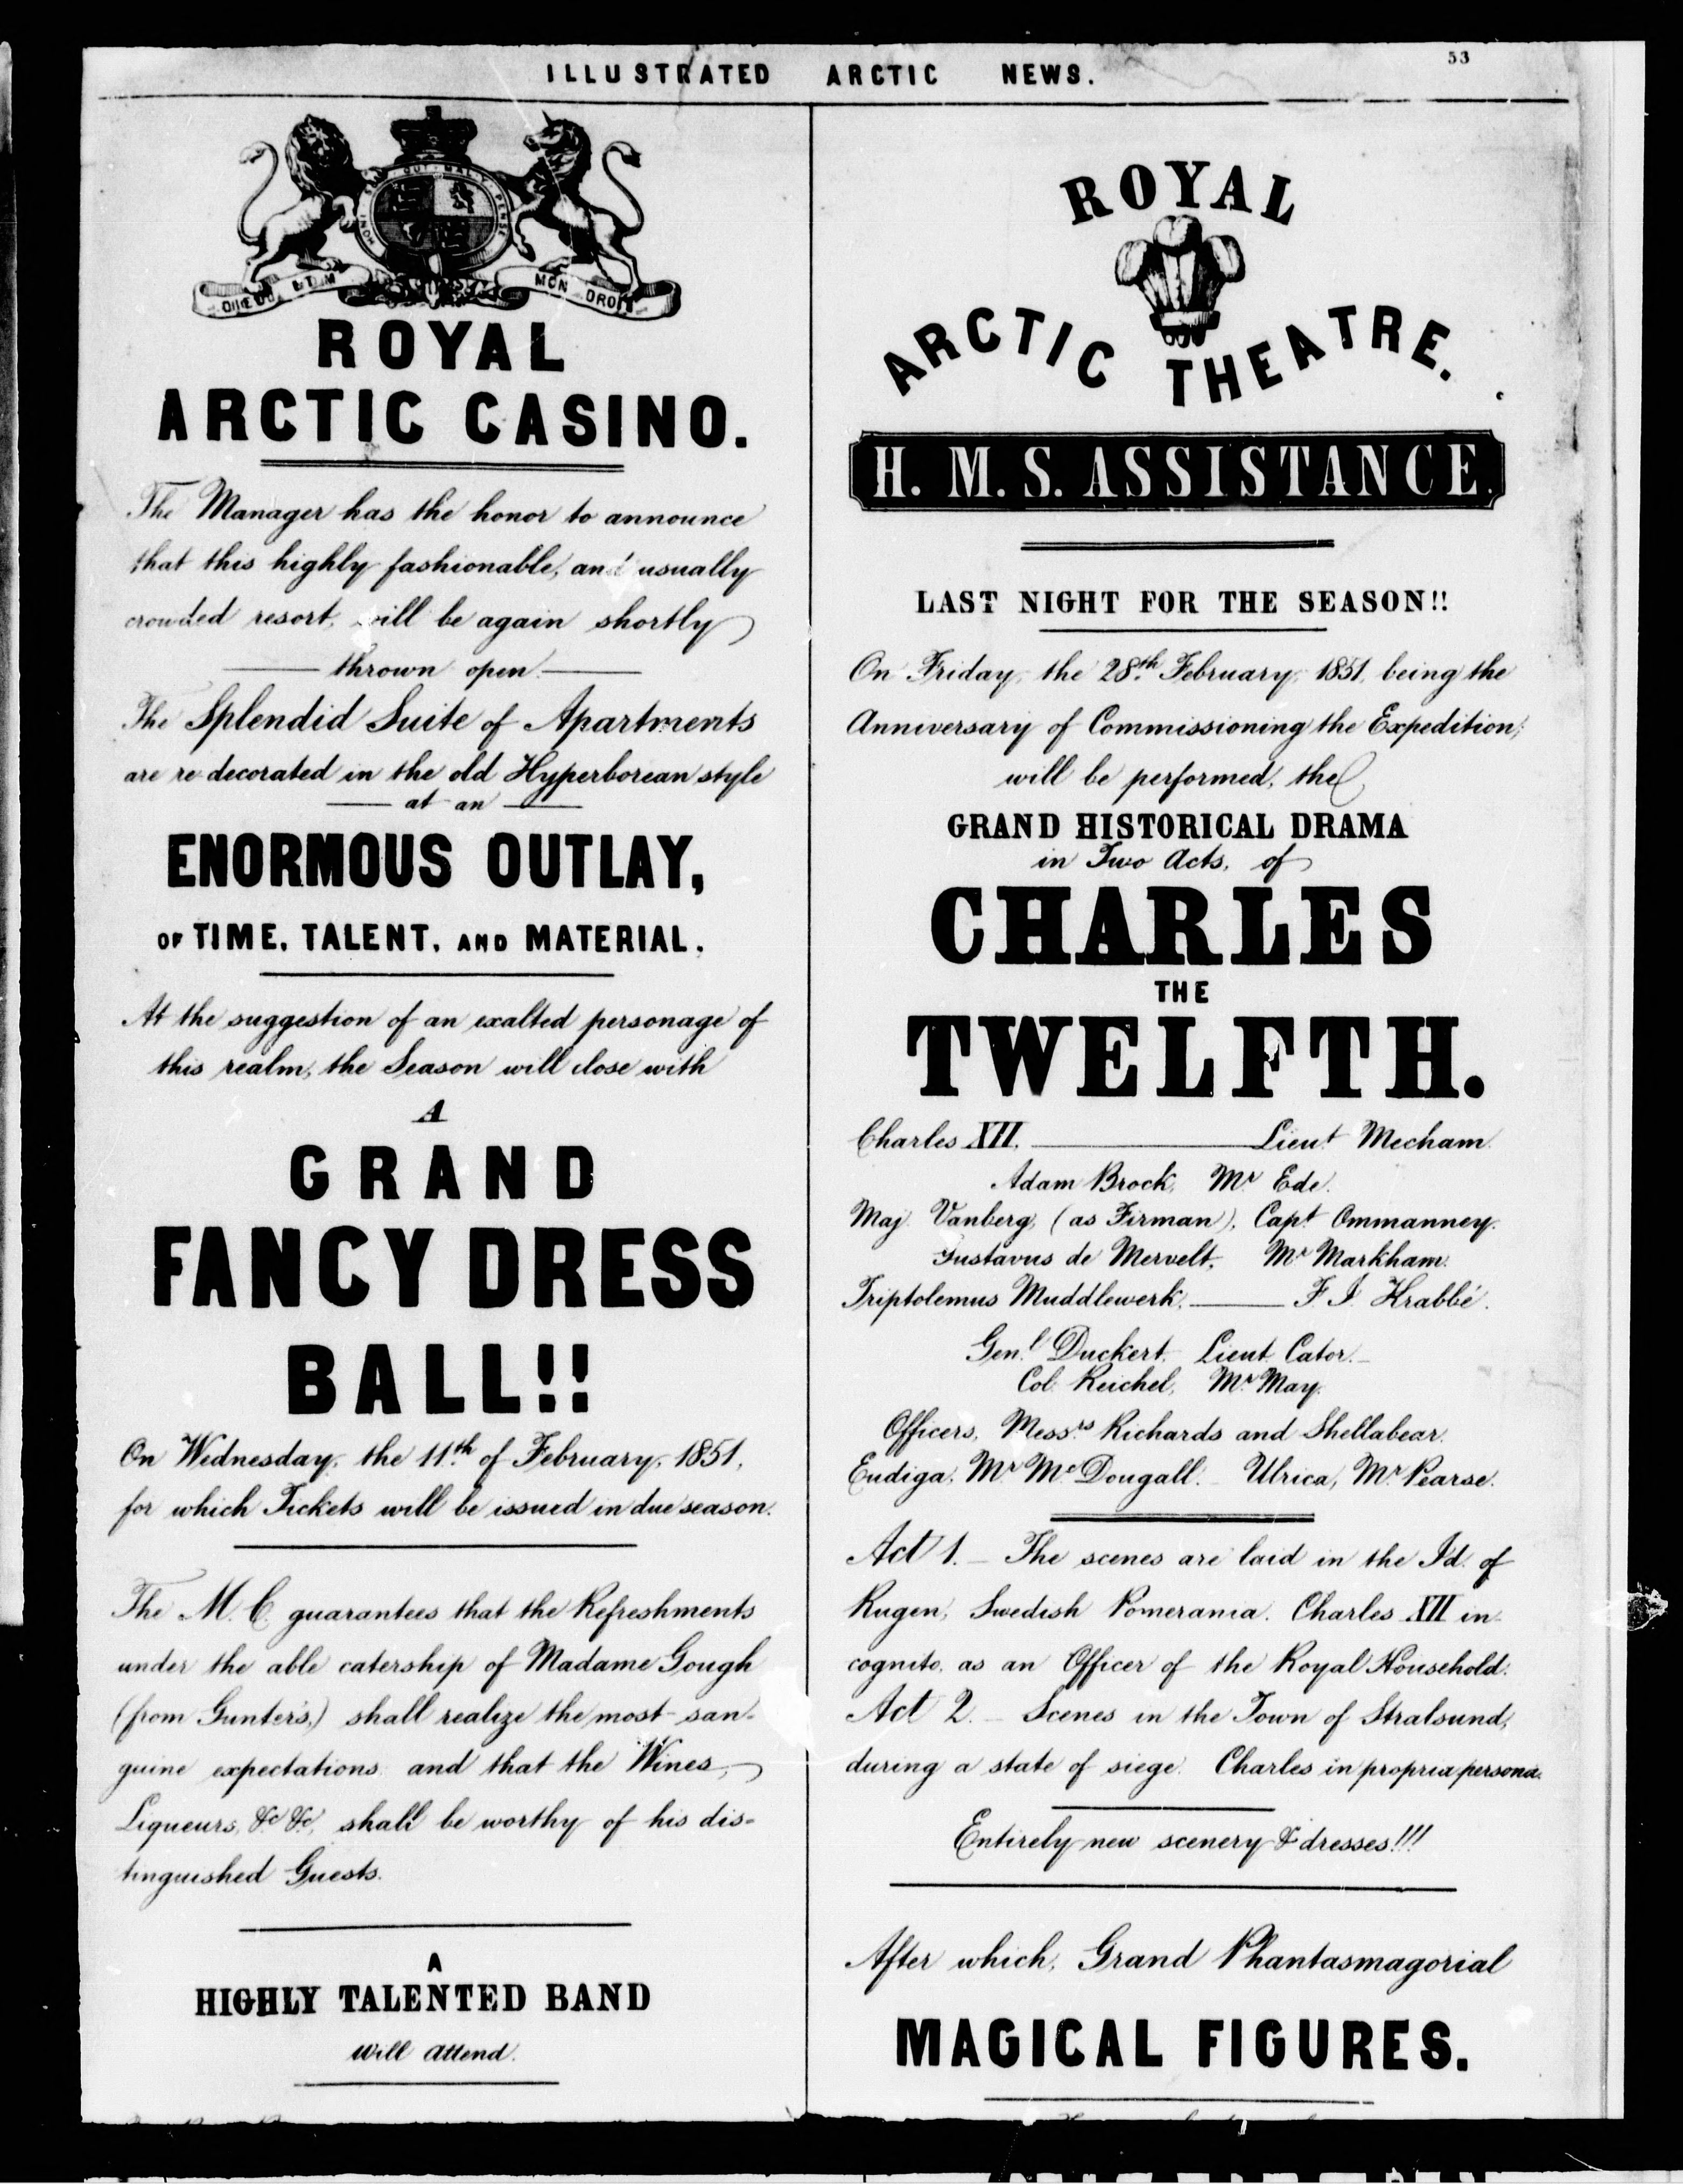 ILLUSTRATED ARCTIC NEWS.
53
HONI SOIT QUI MAL Y PENSE
DIEU ET MON DROIT
ROYAL
ARCTIC CASINO.
The Manager has the honor to announce
that this highly fashionable, and usually
crowded resort, will be again shortly
thrown open.
The Splendid Suite of Apartments
are re decorated in the old Hyperborean style
at an
ENORMOUS OUTLAY,
OF TIME, TALENT, AND MATERIAL.
At the suggestion of an exalted personage of
this realm, the Season will close with
A
GRAND
FANCY DRESS
BALL!!
On Wednesday, the 11th of February, 1851,
for which Tickets will be issued in due season.
The M. C. guarantees that the Refreshments
under the able catership of Madame Gough
(from Gunter's,) shall realize the most san-
guine expectations and that the Wines,
Liqueurs, &c &c, shall be worthy of his dis-
tinguished Guests.
A
HIGHLY TALENTED BAND
will attend.
ROYAL
ARCTIC THEATRE.
H. M. S. ASSISTANCE.
LAST NIGHT FOR THE SEASON!!
On Friday, the 28th February, 1851, being the
Anniversary of Commissioning the Expedition,
will be performed, the
GRAND HISTORICAL DRAMA
in Two Acts, of
CHARLES
THE
TWELFTH.
Charles XII, Lieut Mecham.
Adam Brock, Mr Ede.
Maj. Vanberg, (as Firman), Capt Ommanney.
Gustavus de Mervelt, Mr Markham.
Triptolemus Muddlewerk, F. J. Krabbé.
Genl Duckert, Lieut Cator.
Col. Reichel, Mr May.
Officers, Messrs Richards and Shellabear.
Eudiga, Mr McDougall. Ulrica, Mr Pearse.
Act 1. – The scenes are laid in the Id. of
Rugen, Swedish Pomerania. Charles XII in-
cognito, as an Officer of the Royal Household.
Act 2. – Scenes in the Town of Stralsund,
during a state of siege. Charles in propria persona.
Entirely new scenery & dresses!!!
After which, Grand Phantasmagorial
MAGICAL FIGURES.